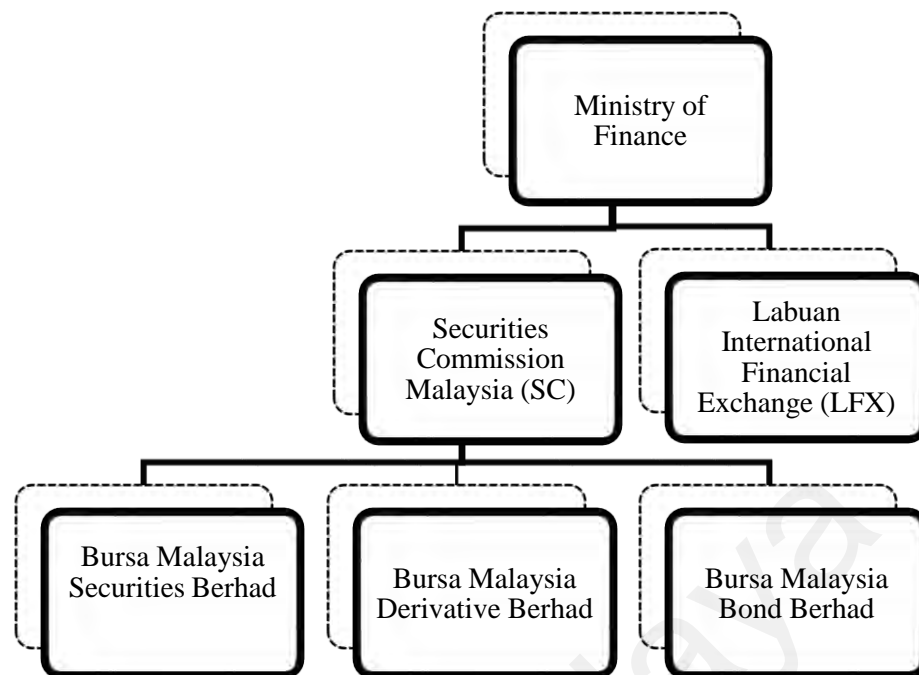 Ministry of
Finance
Securities
Commission
Malaysia (SC)
Labuan
International
Financial
Exchange (LFX)
Bursa Malaysia
Securities Berhad
Bursa Malaysia
Derivative Berhad
Bursa Malaysia
Bond Berhad